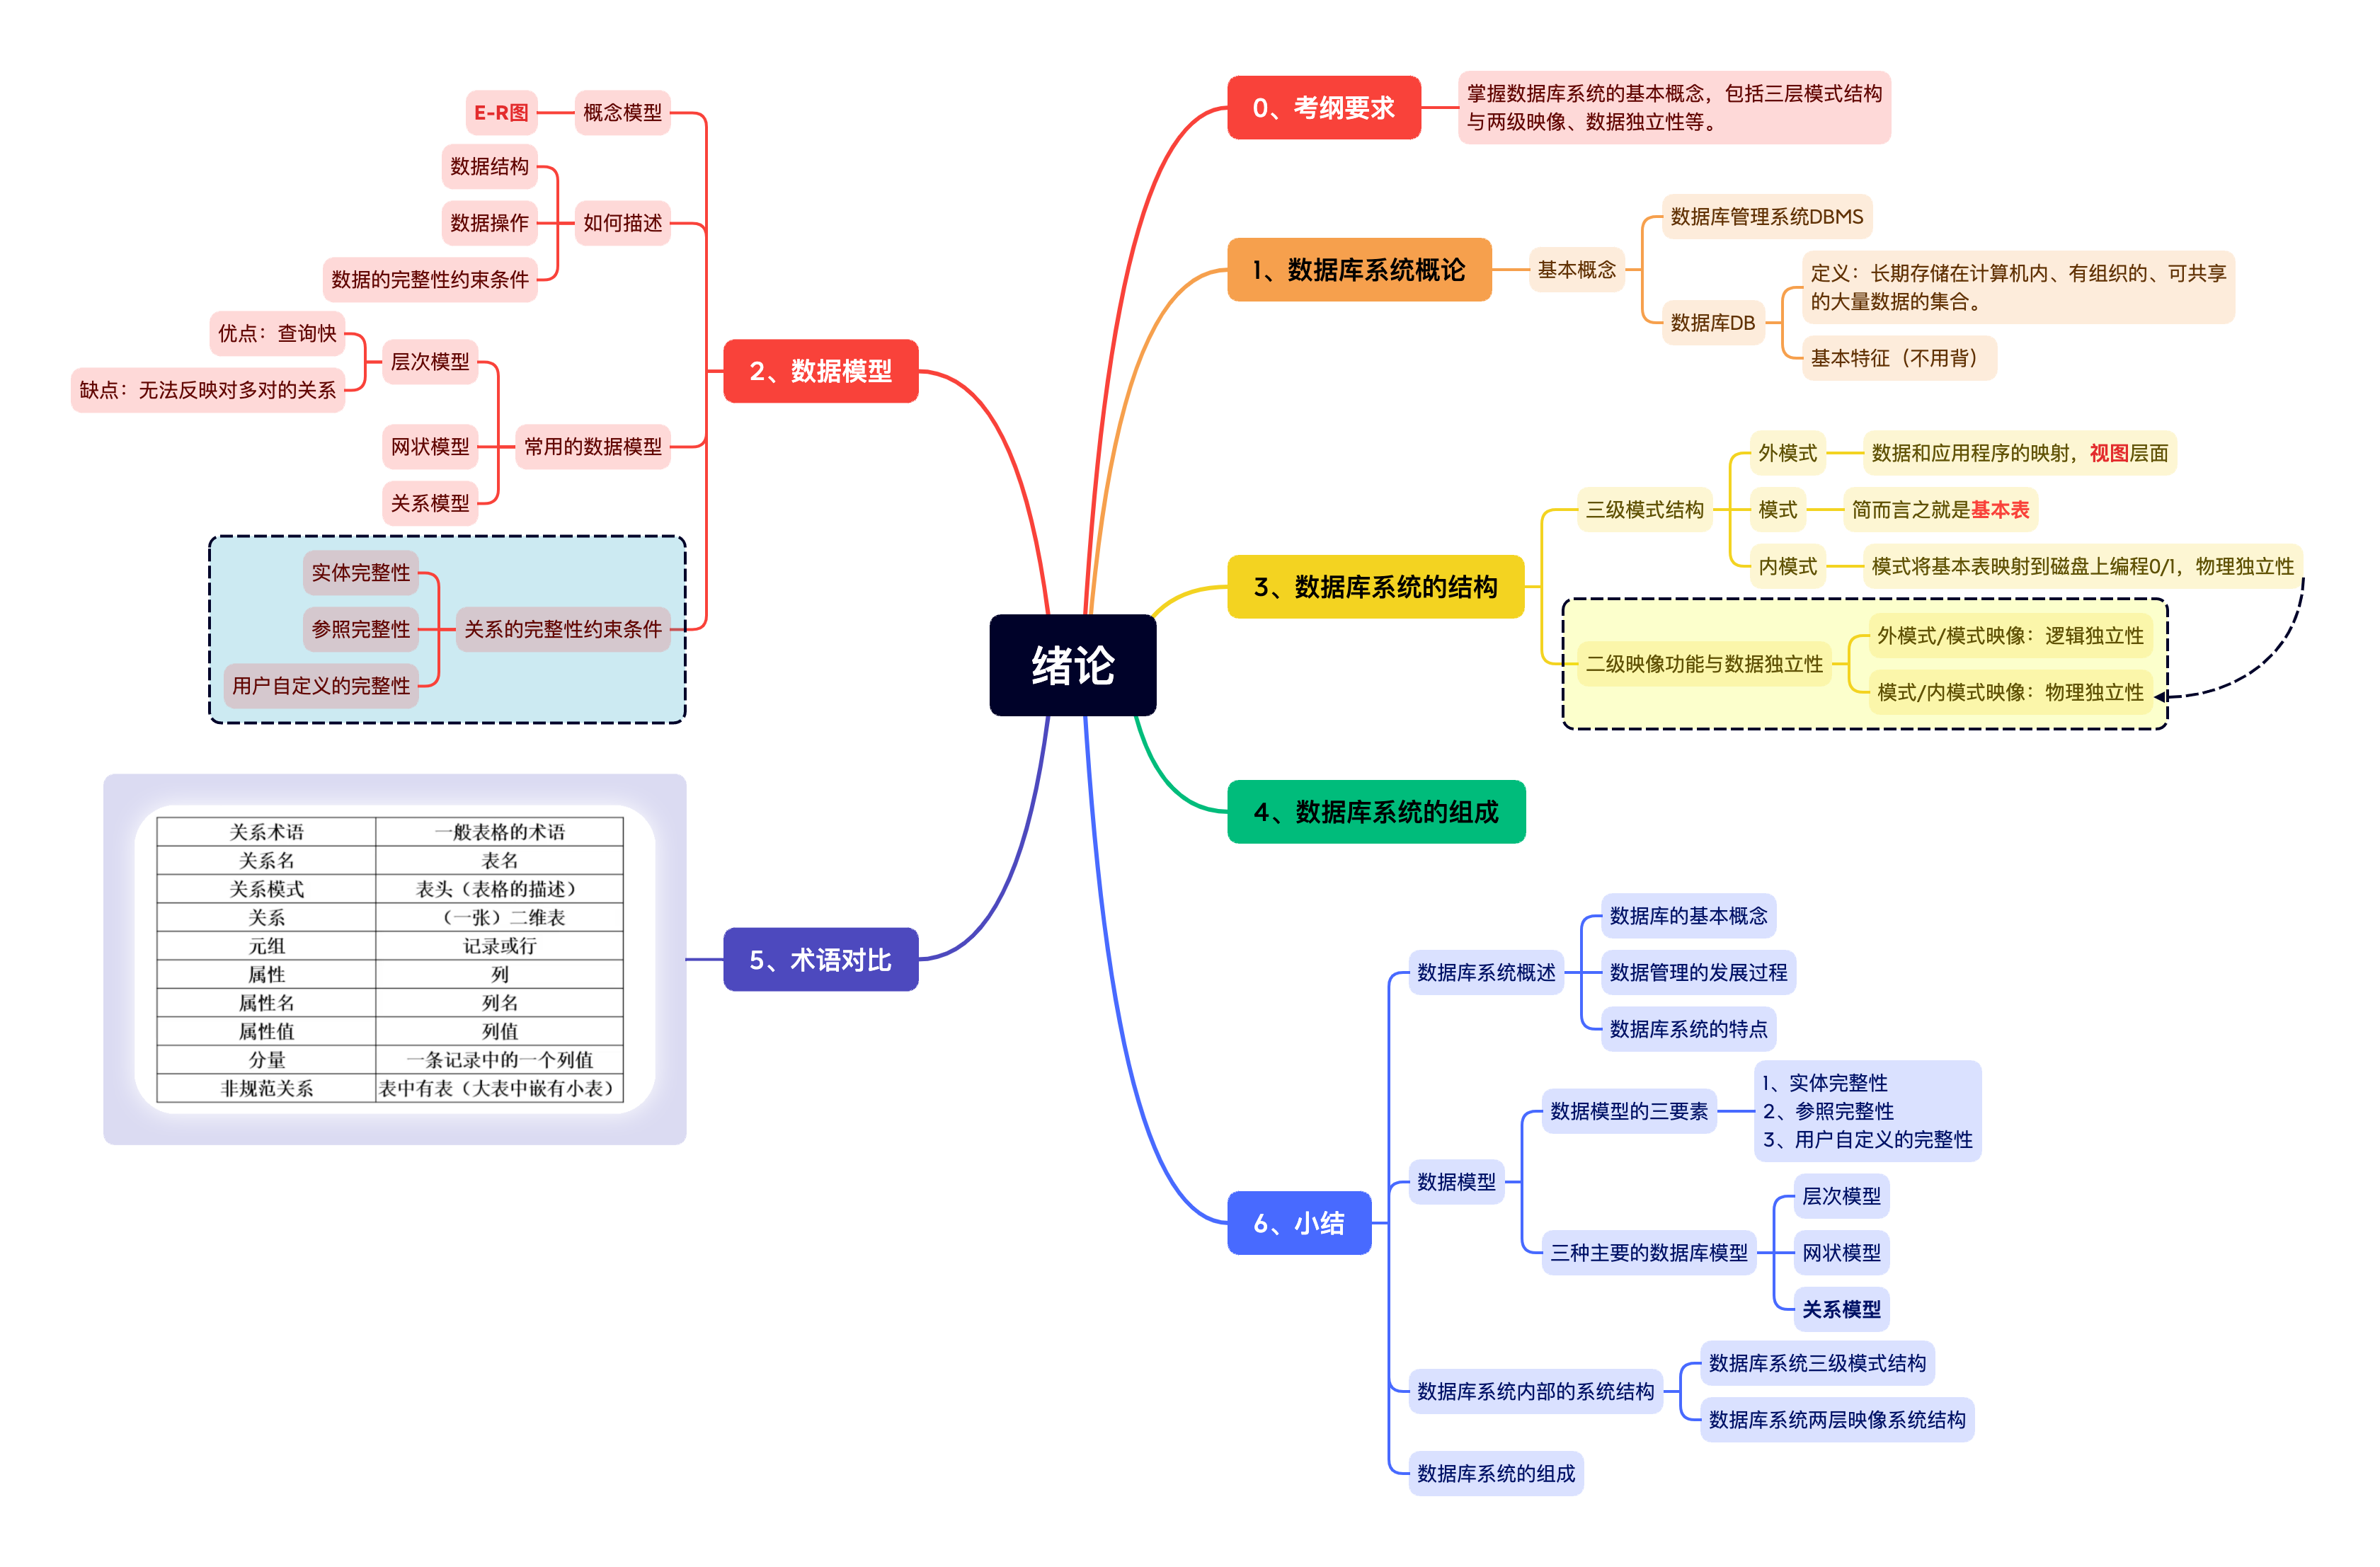 绪论
0、考纲要求
掌握数据库系统的基本概念，包括三层模式结构
与两级映像、数据独立性等。
1、数据库系统概论
基本概念
数据库管理系统DBMS
数据库DB
定义：长期存储在计算机内、有组织的、可共享
的大量数据的集合。
基本特征（不用背）
2、数据模型
概念模型
E-R图
如何描述
数据结构
数据操作
数据的完整性约束条件
常用的数据模型
层次模型
优点：查询快
缺点：无法反映对多对的关系
网状模型
关系模型
关系的完整性约束条件
实体完整性
参照完整性
用户自定义的完整性
3、数据库系统的结构
三级模式结构
外模式
数据和应用程序的映射，视图层面
模式
简而言之就是基本表
内模式
模式将基本表映射到磁盘上编程0/1，物理独立性
二级映像功能与数据独立性
外模式/模式映像：逻辑独立性
模式/内模式映像：物理独立性
4、数据库系统的组成
5、术语对比
关系术语 一般表格的术语
关系名 表名
关系模式 表头（表格的描述）
关系 （一张）二维表
元组 记录或行
属性 列
属性名 列名
属性值 列值
分量 一条记录中的一个列值
非规范关系 表中有表（大表中嵌有小表）
6、小结
数据库系统概述
数据库的基本概念
数据管理的发展过程
数据库系统的特点
数据模型
数据模型的三要素
1、实体完整性
2、参照完整性
3、用户自定义的完整性
三种主要的数据库模型
层次模型
网状模型
关系模型
数据库系统内部的系统结构
数据库系统三级模式结构
数据库系统两层映像系统结构
数据库系统的组成